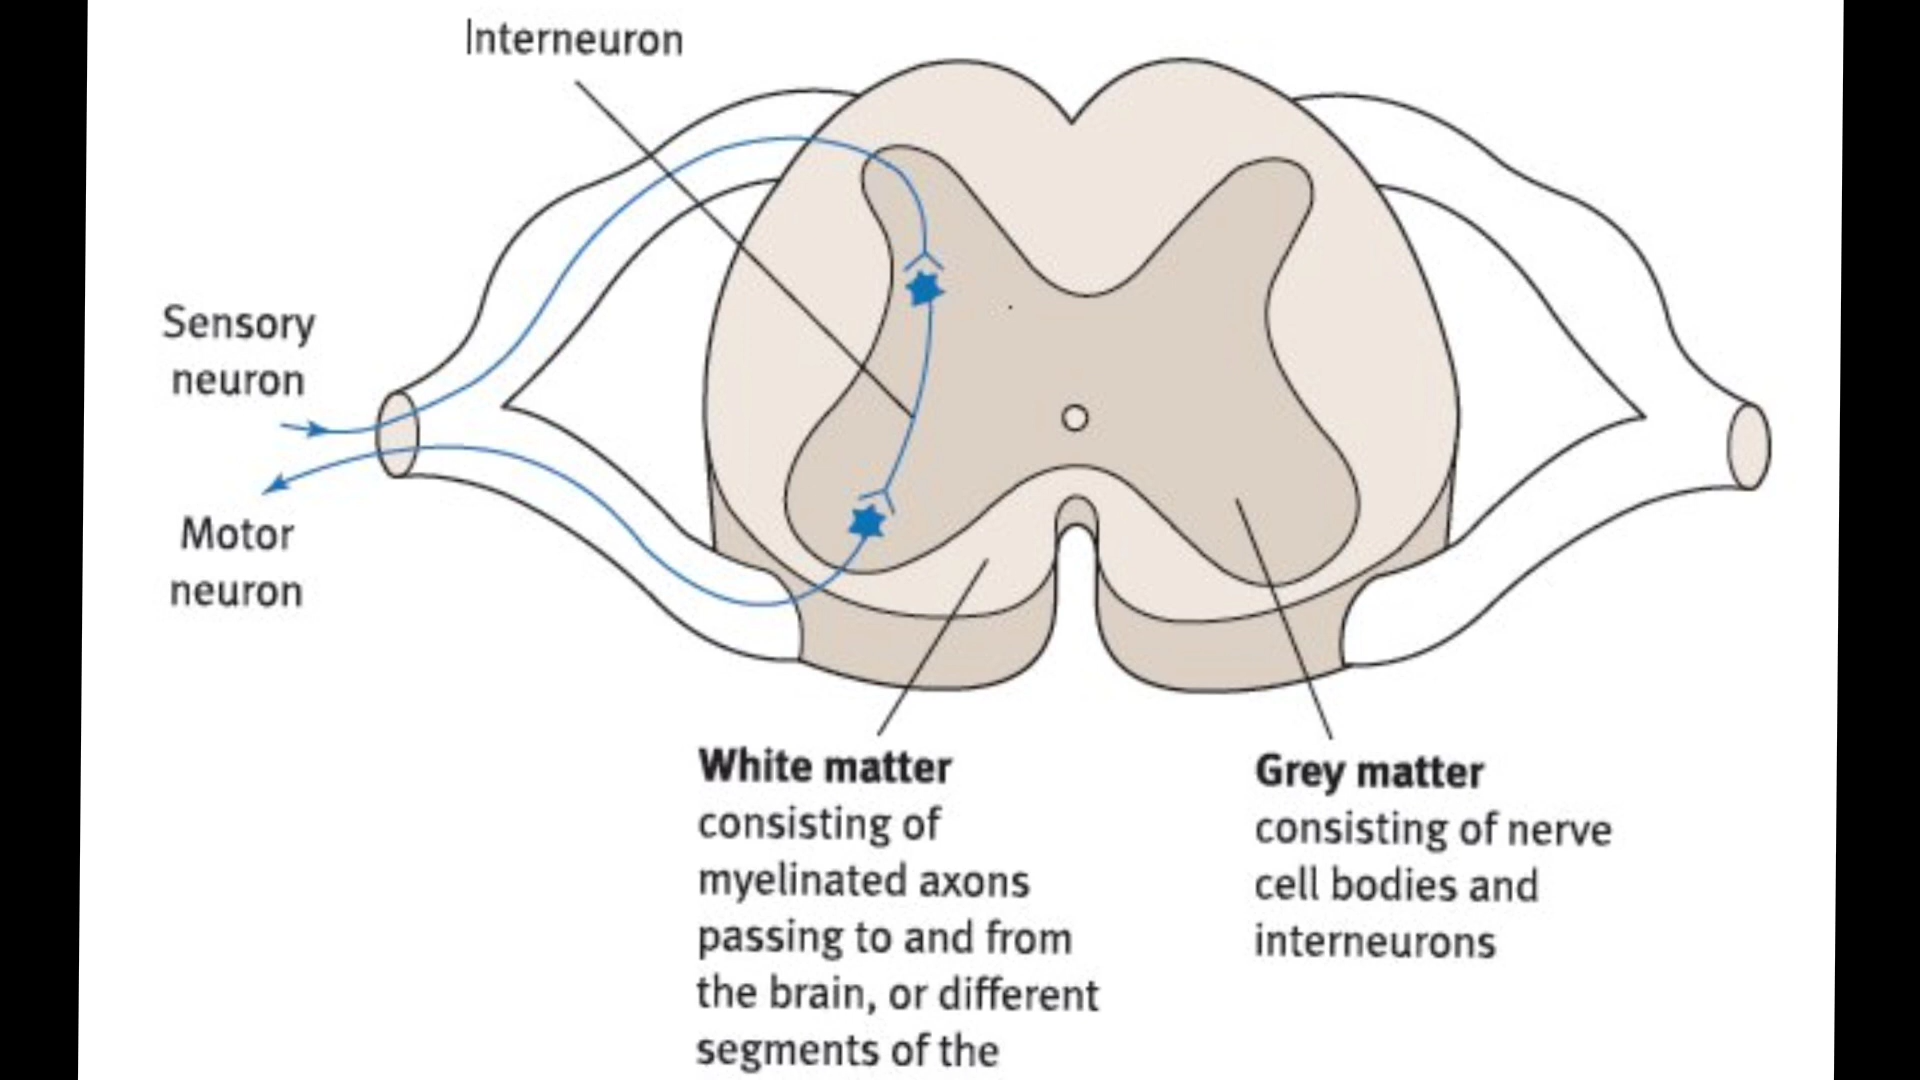 Interneuron
Sensory
neuron
Motor
neuron
White matter
consisting of
myelinated axons
passing to and from
the brain, or different
segments of the
Grey matter
consisting of nerve
cell bodies and
interneurons